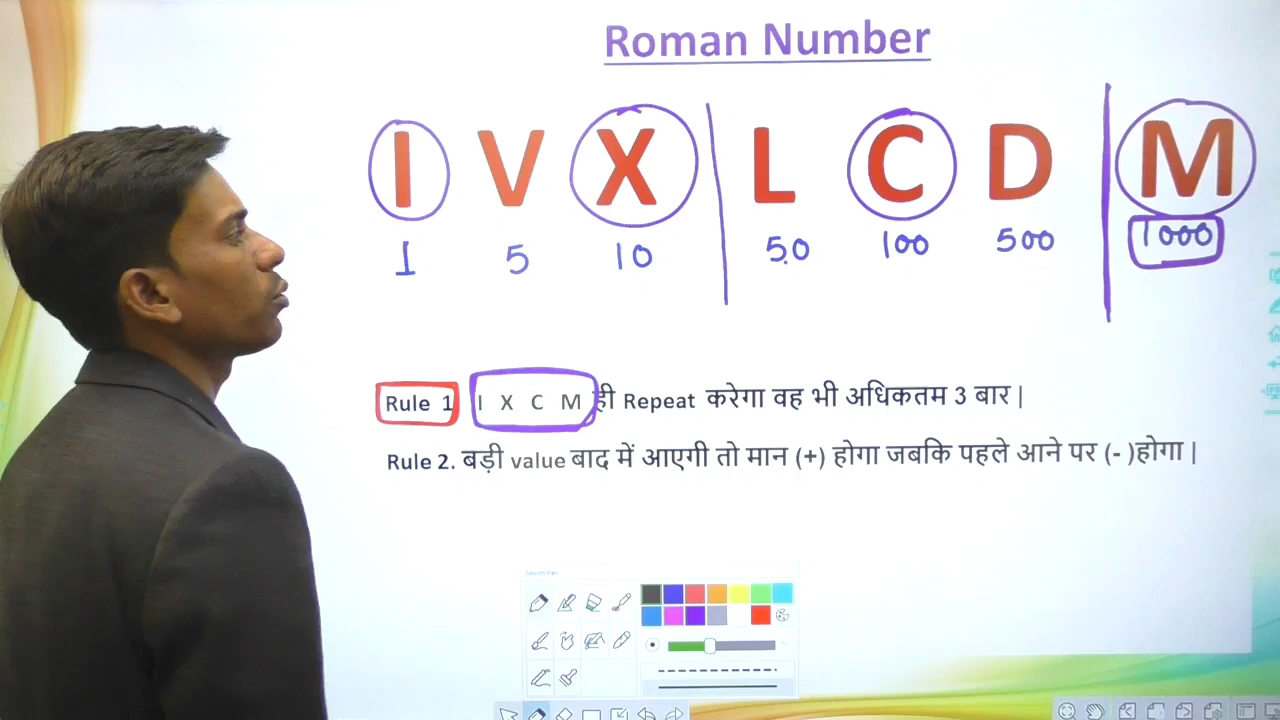 Roman Number
I V X L C D M
1 5 10 50 100 500 1000
Rule 1 I X C M ही Repeat करेगा वह भी अधिकतम 3 बार |
Rule 2. बड़ी value बाद में आएगी तो मान (+) होगा जबकि पहले आने पर (- )होगा |